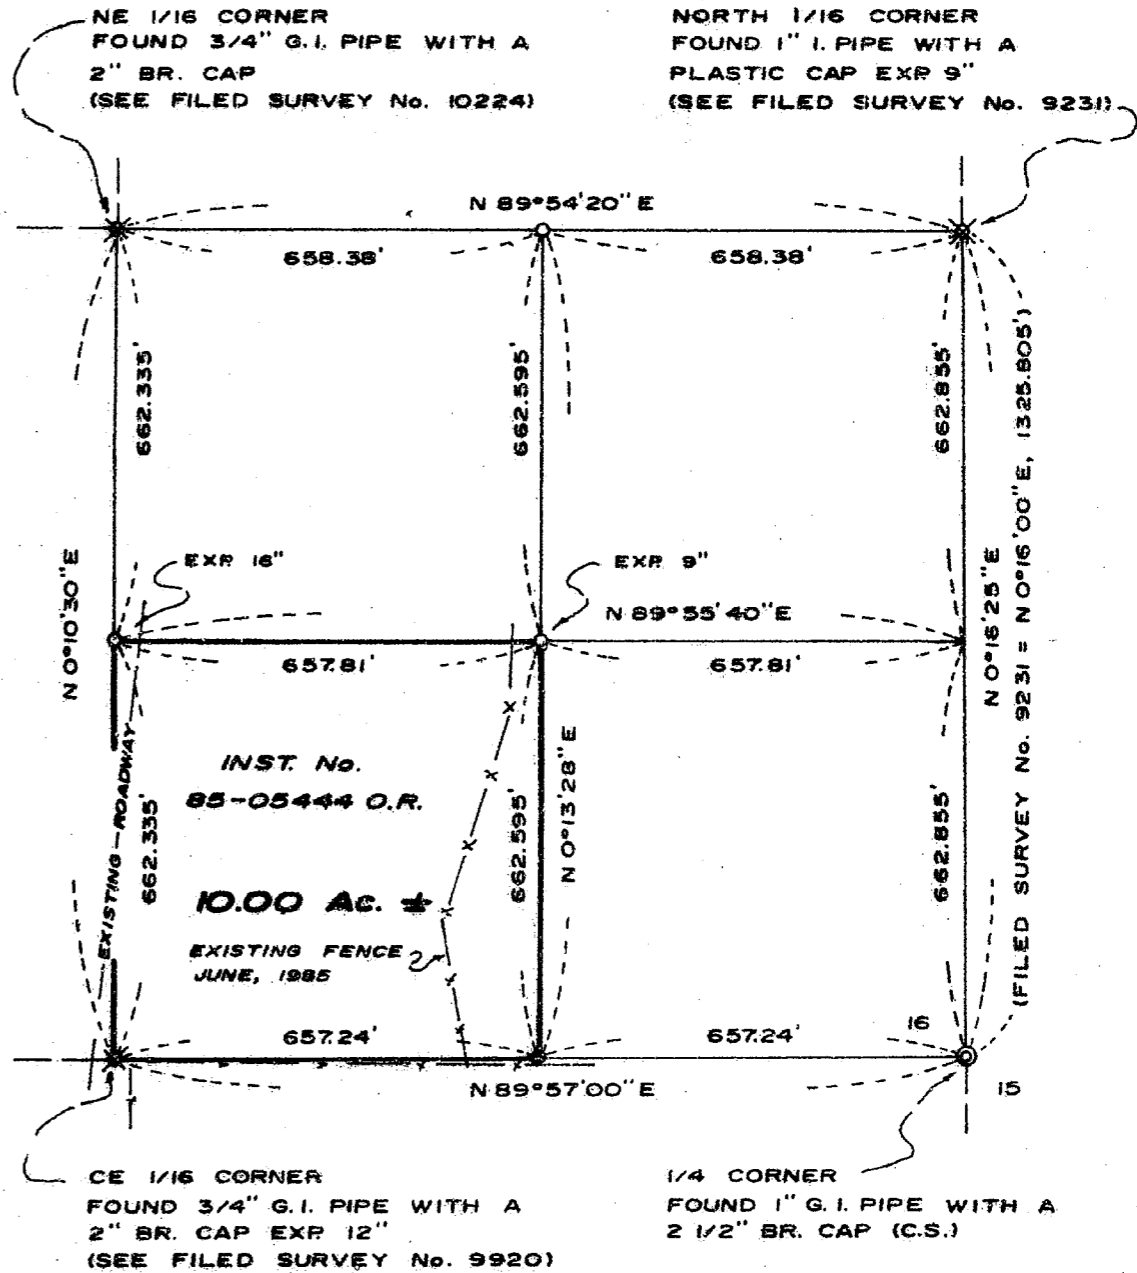 NE 1/16 CORNER
FOUND 3/4" G.I. PIPE WITH A
2" BR. CAP
(SEE FILED SURVEY No. 10224)
NORTH 1/16 CORNER
FOUND 1" I. PIPE WITH A
PLASTIC CAP EXP. 9"
(SEE FILED SURVEY No. 9231)
N 89°54'20" E
658.38'
658.38'
662.335'
662.595'
662.855'
(FILED SURVEY No. 9231 = N 0°16'00" E, 1325.805')
N 0°10'30" E
EXP. 16"
EXP. 9"
N 89°55'40" E
N 0°16'25" E
657.81'
657.81'
EXISTING ROADWAY
INST. No.
85-05444 O.R.
662.335'
662.595'
N 0°13'28" E
662.855'
10.00 Ac. ±
EXISTING FENCE
JUNE, 1985
657.24'
657.24'
16
15
N 89°57'00" E
CE 1/16 CORNER
FOUND 3/4" G.I. PIPE WITH A
2" BR. CAP EXP. 12"
(SEE FILED SURVEY No. 9920)
1/4 CORNER
FOUND 1" G.I. PIPE WITH A
2 1/2" BR. CAP (C.S.)